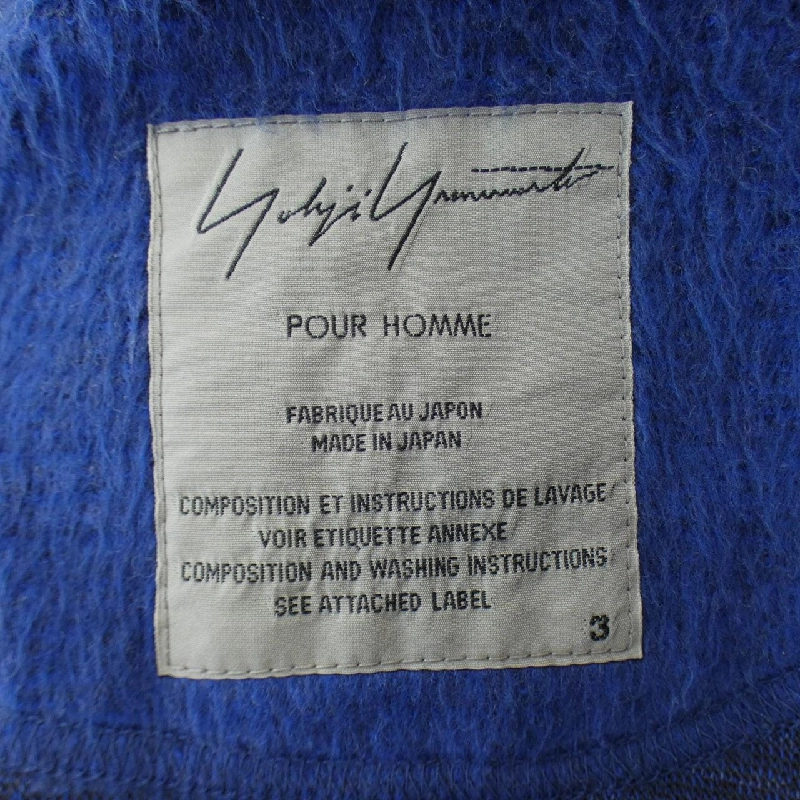 Yohji Yamamoto
POUR HOMME
FABRIQUE AU JAPON
MADE IN JAPAN
COMPOSITION ET INSTRUCTIONS DE LAVAGE
VOIR ETIQUETTE ANNEXE
COMPOSITION AND WASHING INSTRUCTIONS
SEE ATTACHED LABEL
3